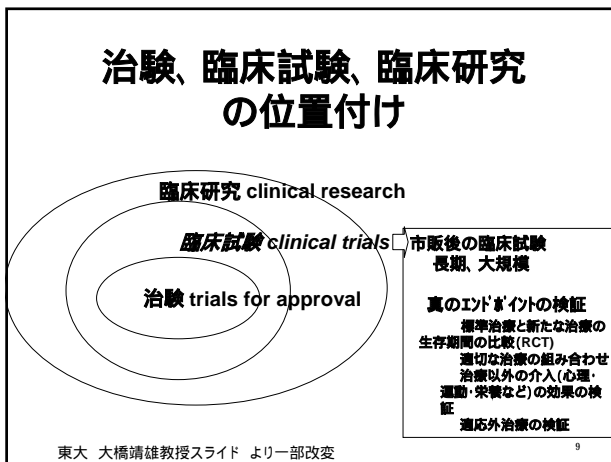 治験、臨床試験、臨床研究
の位置付け
臨床研究 clinical research
臨床試験 clinical trials
治験 trials for approval
市販後の臨床試験
長期、大規模
真のエンドポイントの検証
標準治療と新たな治療の
生存期間の比較(RCT)
適切な治療の組み合わせ
治療以外の介入(心理・
運動・栄養など)の効果の検
証
適応外治療の検証
東大 大橋靖雄教授スライド より一部改変
9